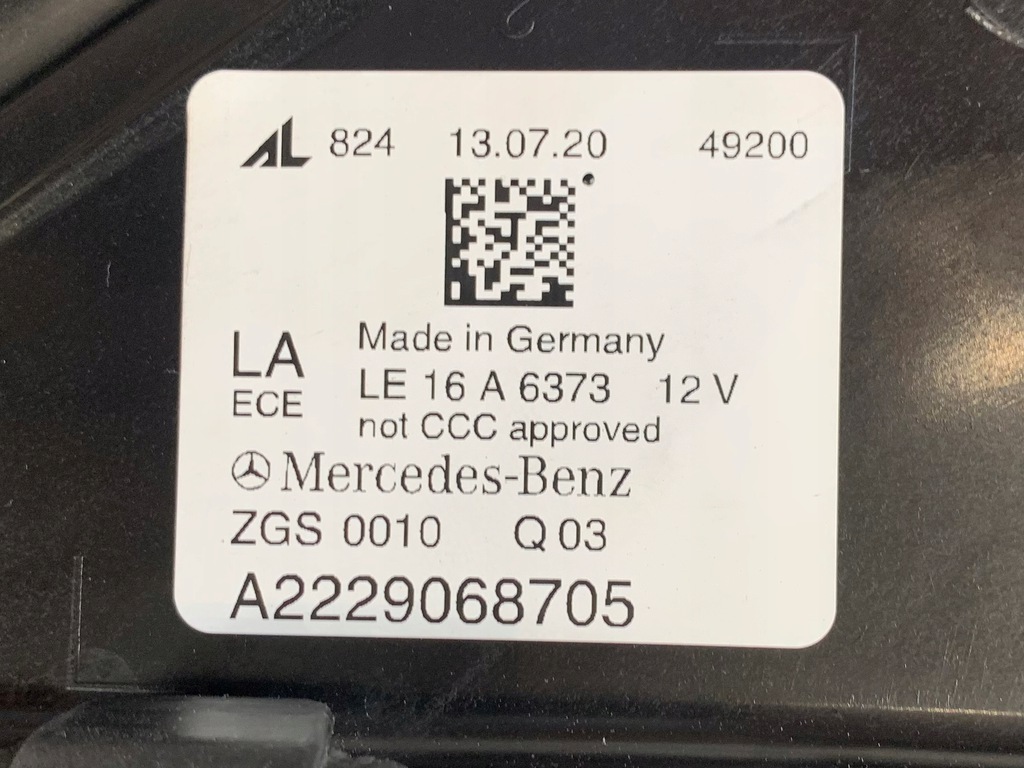 AL 824 13.07.20 49200
Made in Germany
LA LE 16 A 6373 12 V
ECE not CCC approved
Mercedes-Benz
ZGS 0010 Q 03
A2229068705